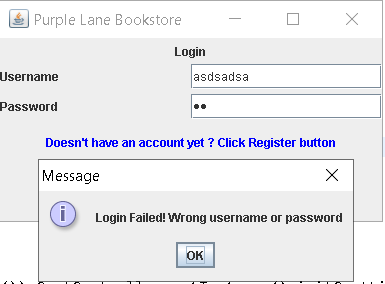 Purple Lane Bookstore
Login
Username asdsadsa
Password ●●
Doesn't have an account yet ? Click Register button
Message
Login Failed! Wrong username or password
OK